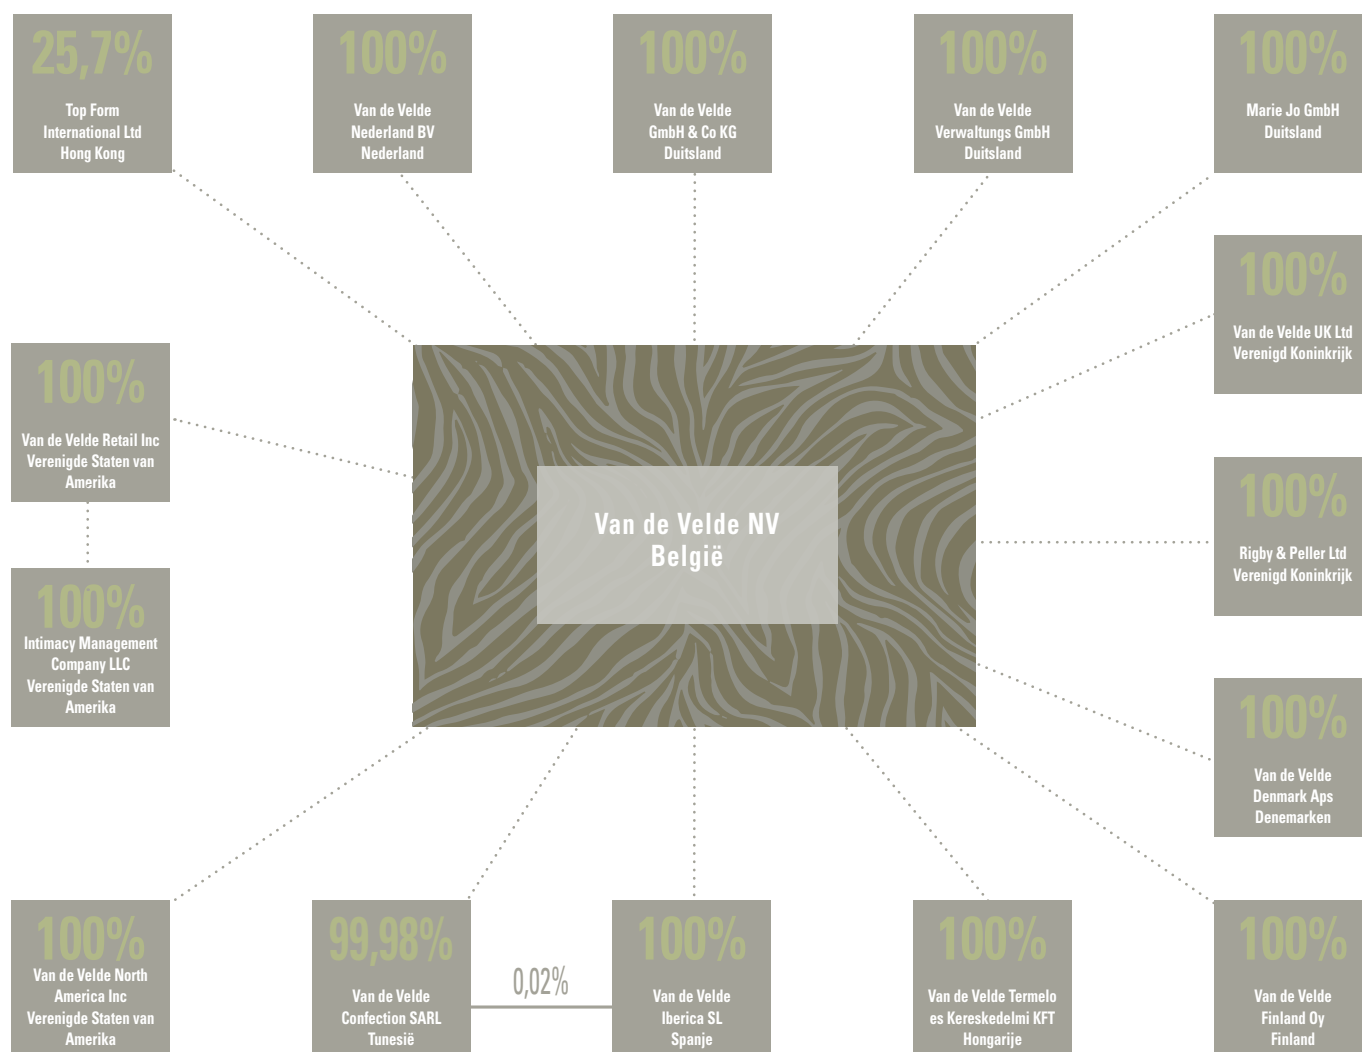 25,7%
Top Form
International Ltd
Hong Kong
100%
Van de Velde
Nederland BV
Nederland
100%
Van de Velde
GmbH & Co KG
Duitsland
100%
Van de Velde
Verwaltungs GmbH
Duitsland
100%
Marie Jo GmbH
Duitsland
100%
Van de Velde UK Ltd
Verenigd Koninkrijk
100%
Van de Velde Retail Inc
Verenigde Staten van
Amerika
Van de Velde NV
België
100%
Rigby & Peller Ltd
Verenigd Koninkrijk
100%
Intimacy Management
Company LLC
Verenigde Staten van
Amerika
100%
Van de Velde
Denmark Aps
Denemarken
100%
Van de Velde North
America Inc
Verenigde Staten van
Amerika
99,98%
Van de Velde
Confection SARL
Tunesië
0,02%
100%
Van de Velde
Iberica SL
Spanje
100%
Van de Velde Termelo
es Kereskedelmi KFT
Hongarije
100%
Van de Velde
Finland Oy
Finland